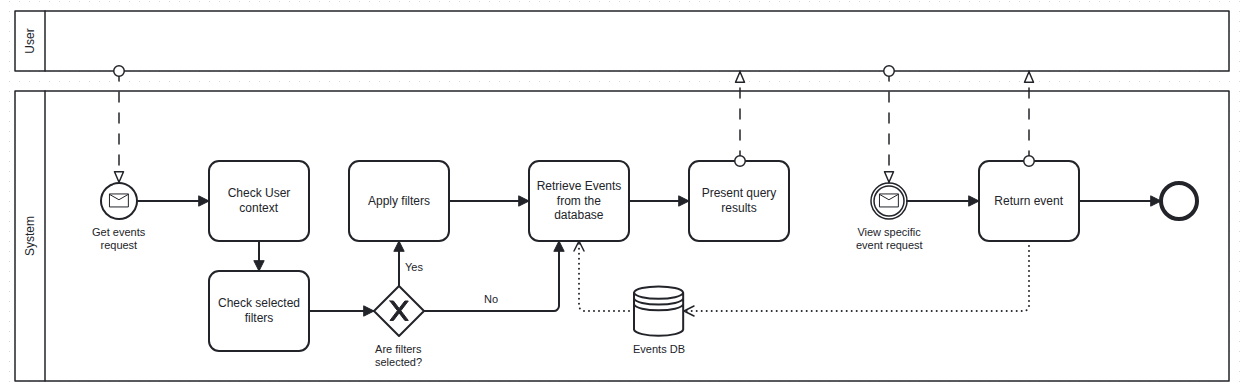 User
System
Get events
request
Check User
context
Check selected
filters
Apply filters
Yes
No
Are filters
selected?
Retrieve Events
from the
database
Events DB
Present query
results
View specific
event request
Return event